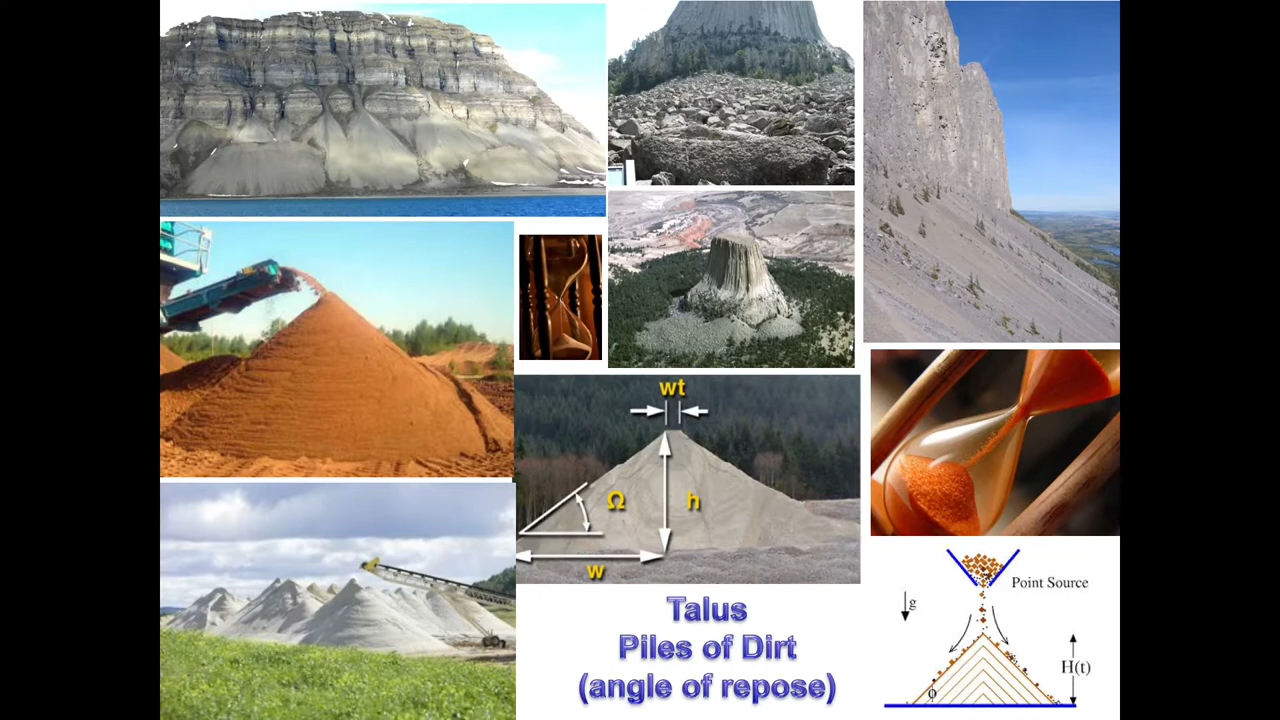 wt
Ω
h
w
Talus
Piles of Dirt
(angle of repose)
Point Source
g
H(t)
ϕ